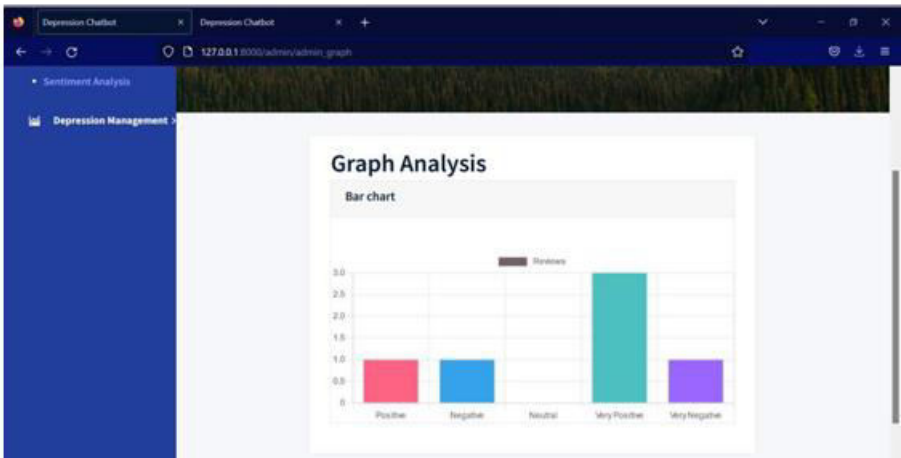 Depression Chatbot
Depression Chatbot
127.0.0.1:8000/admin/admin_graph
Sentiment Analysis
Depression Management >
Graph Analysis
Bar chart
Reviews
3.0
2.5
2.0
1.5
1.0
0.5
0
Positive Negative Neutral Very Positive Very Negative